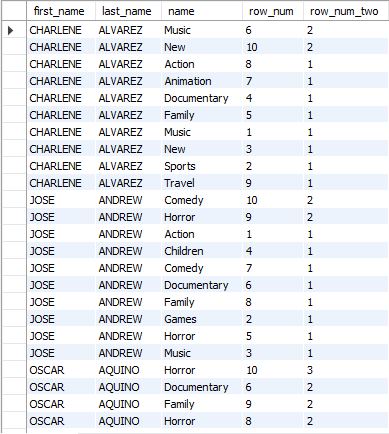 first_name last_name name row_num row_num_two
CHARLENE ALVAREZ Music 6 2
CHARLENE ALVAREZ New 10 2
CHARLENE ALVAREZ Action 8 1
CHARLENE ALVAREZ Animation 7 1
CHARLENE ALVAREZ Documentary 4 1
CHARLENE ALVAREZ Family 5 1
CHARLENE ALVAREZ Music 1 1
CHARLENE ALVAREZ New 3 1
CHARLENE ALVAREZ Sports 2 1
CHARLENE ALVAREZ Travel 9 1
JOSE ANDREW Comedy 10 2
JOSE ANDREW Horror 9 2
JOSE ANDREW Action 1 1
JOSE ANDREW Children 4 1
JOSE ANDREW Comedy 7 1
JOSE ANDREW Documentary 6 1
JOSE ANDREW Family 8 1
JOSE ANDREW Games 2 1
JOSE ANDREW Horror 5 1
JOSE ANDREW Music 3 1
OSCAR AQUINO Horror 10 3
OSCAR AQUINO Documentary 6 2
OSCAR AQUINO Family 9 2
OSCAR AQUINO Horror 8 2